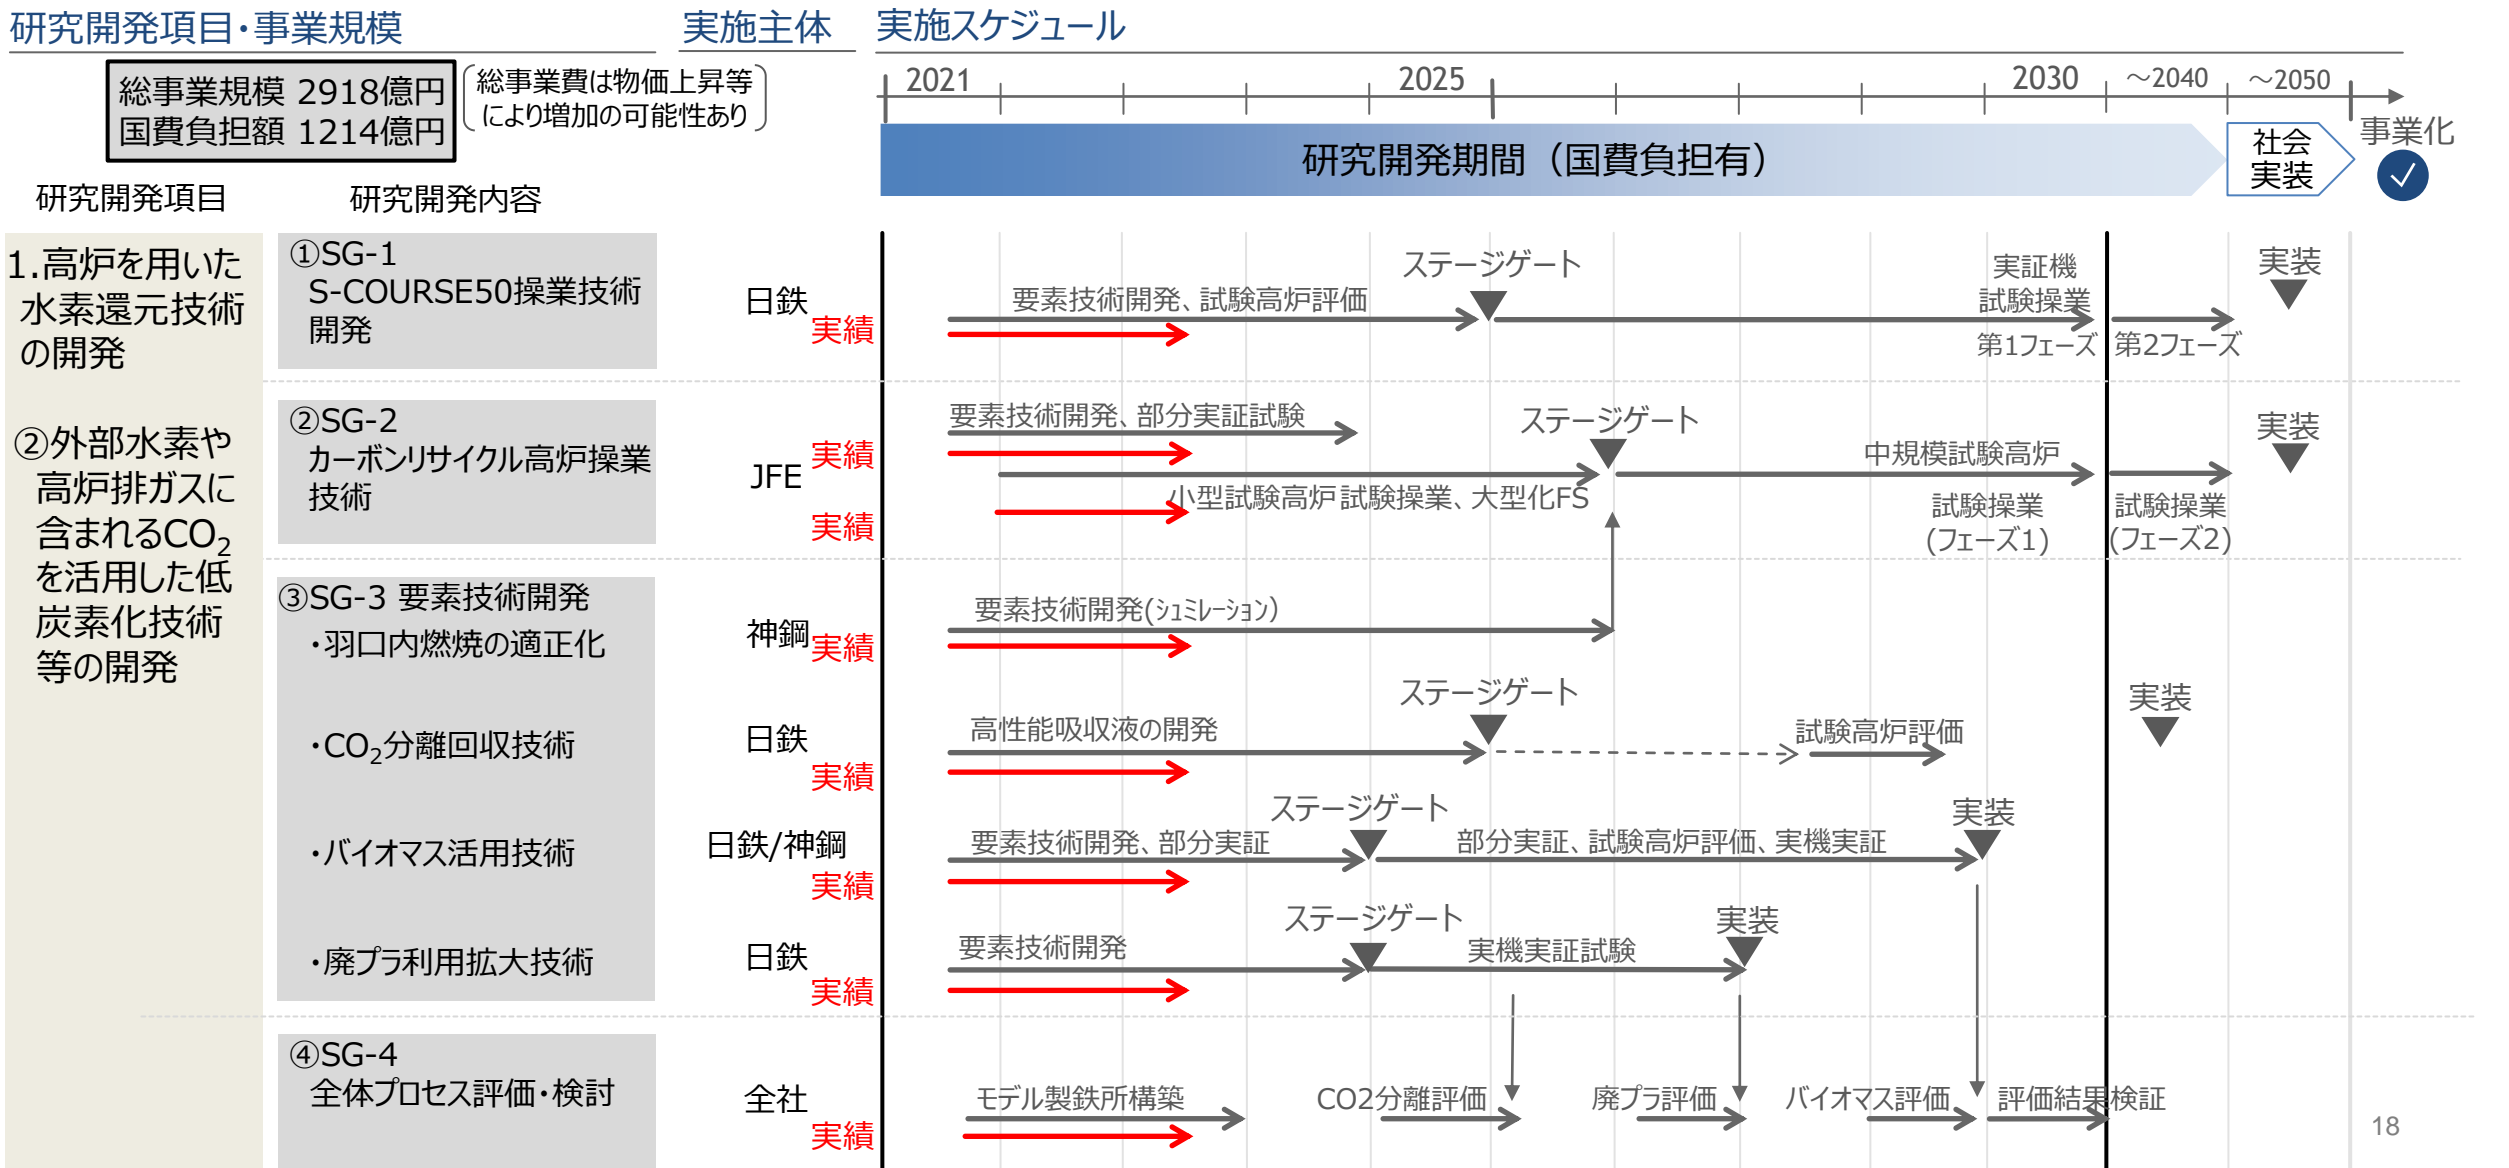 研究開発項目・事業規模
実施主体
実施スケジュール
総事業規模 2918億円
国費負担額 1214億円
総事業費は物価上昇等
により増加の可能性あり
2021
2025
2030
～2040
～2050
研究開発期間（国費負担有）
社会
実装
事業化
研究開発項目
研究開発内容
1.高炉を用いた
水素還元技術
の開発
②外部水素や
高炉排ガスに
含まれるCO2
を活用した低
炭素化技術
等の開発
①SG-1
S-COURSE50操業技術
開発
日鉄
実績
要素技術開発、試験高炉評価
ステージゲート
実証機
試験操業
第1フェーズ
第2フェーズ
実装
②SG-2
カーボンリサイクル高炉操業
技術
JFE
実績
実績
要素技術開発、部分実証試験
ステージゲート
小型試験高炉試験操業、大型化FS
中規模試験高炉
試験操業
(フェーズ1)
試験操業
(フェーズ2)
実装
③SG-3 要素技術開発
・羽口内燃焼の適正化
神鋼
実績
要素技術開発(ｼｭﾐﾚｰｼｮﾝ)
・CO2分離回収技術
日鉄
実績
高性能吸収液の開発
ステージゲート
試験高炉評価
実装
・バイオマス活用技術
日鉄/神鋼
実績
要素技術開発、部分実証
ステージゲート
部分実証、試験高炉評価、実機実証
実装
・廃プラ利用拡大技術
日鉄
実績
要素技術開発
ステージゲート
実機実証試験
実装
④SG-4
全体プロセス評価・検討
全社
実績
モデル製鉄所構築
CO2分離評価
廃プラ評価
バイオマス評価
評価結果検証
18